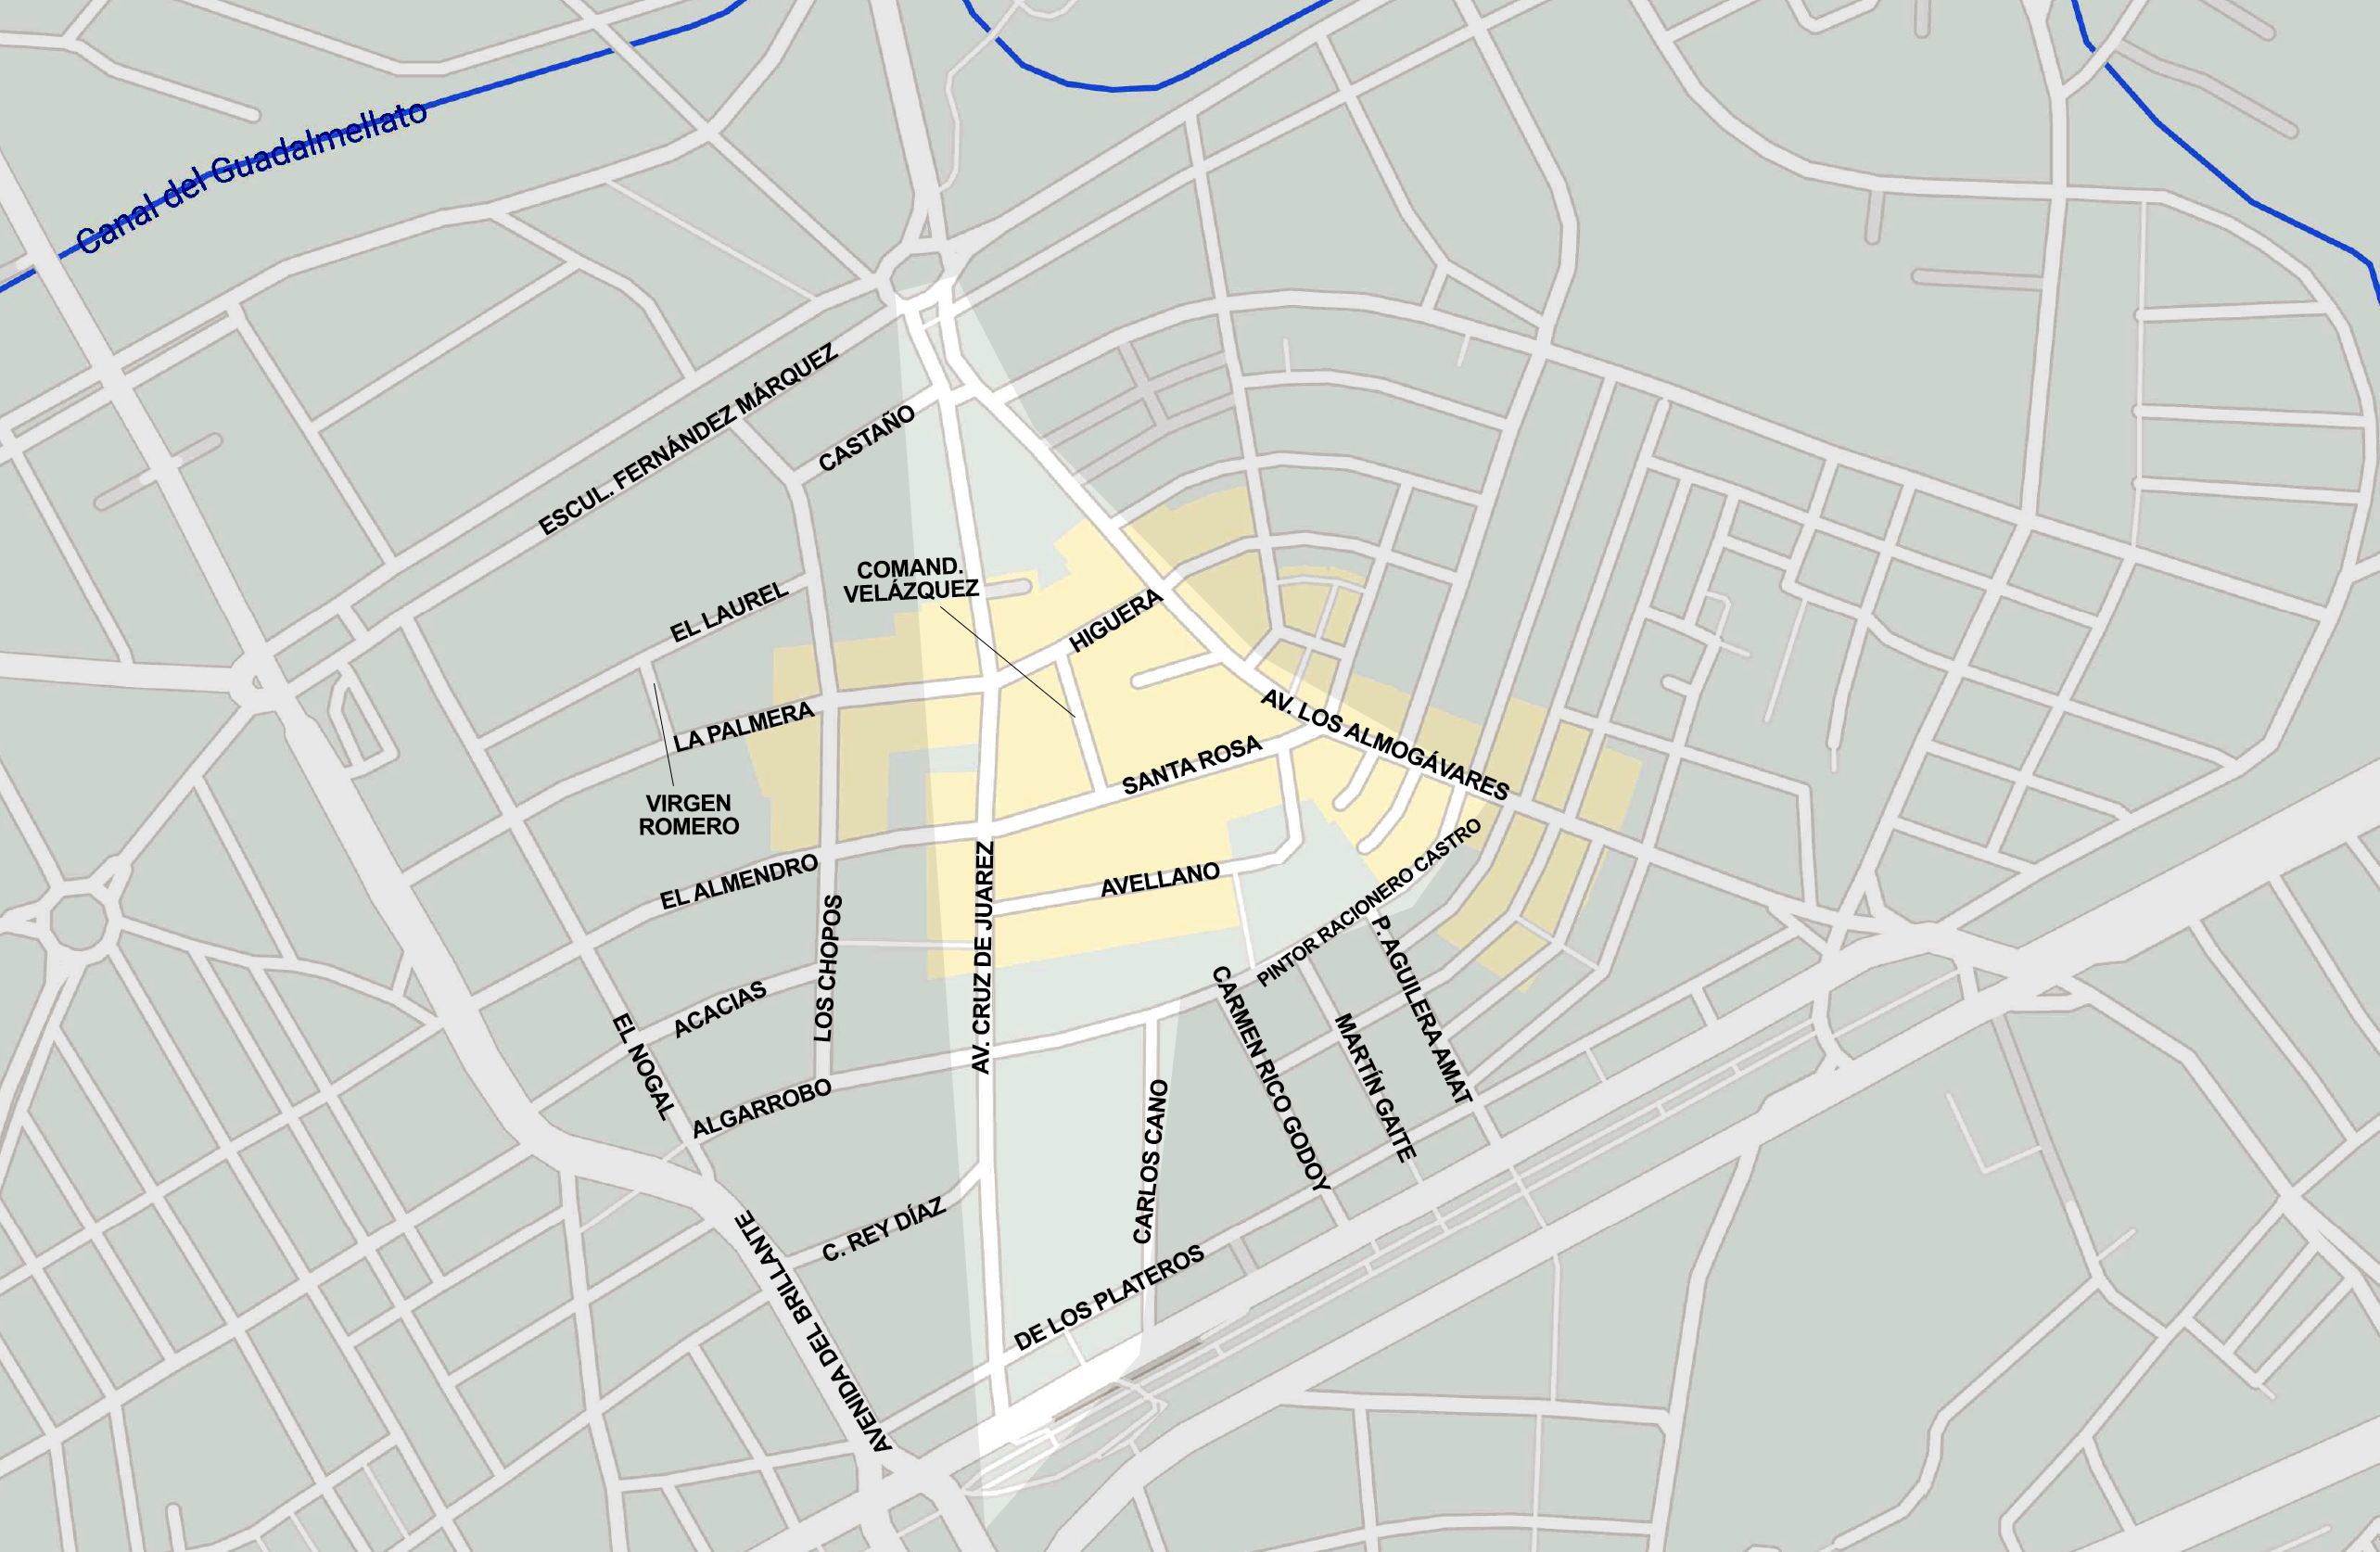 Canal del Guadalmellato
ESCUL. FERNÁNDEZ MÁRQUEZ
CASTAÑO
COMAND.
VELÁZQUEZ
EL LAUREL
HIGUERA
LA PALMERA
AV. LOS ALMOGÁVARES
SANTA ROSA
VIRGEN
ROMERO
PINTOR RACIONERO CASTRO
EL ALMENDRO
AVELLANO
AV. CRUZ DE JUAREZ
LOS CHOPOS
P. AGUILERA AMAT
ACACIAS
CARMEN RICO GODOY
MARTÍN GAITE
EL NOGAL
ALGARROBO
CARLOS CANO
C. REY DÍAZ
DE LOS PLATEROS
AVENIDA DEL BRILLANTE